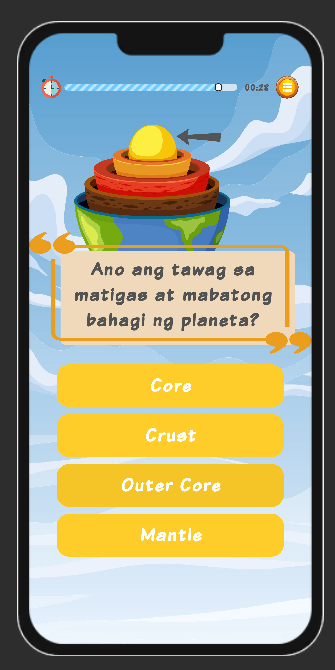 00:28
Ano ang tawag sa
matigas at mabatong
bahagi ng planeta?
Core
Crust
Outer Core
Mantle